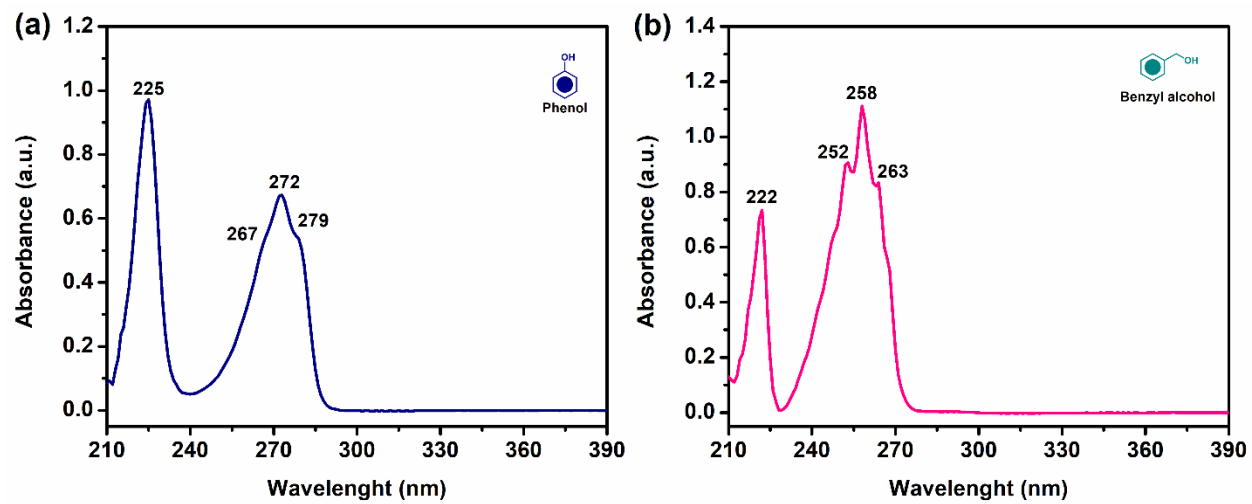 (a)
1.2
1.0
0.8
0.6
0.4
0.2
0.0
Absorbance (a.u.)
225
267
272
279
OH
Phenol
210 240 270 300 330 360 390
Wavelenght (nm)
(b)
1.4
1.2
1.0
0.8
0.6
0.4
0.2
0.0
Absorbance (a.u.)
222
252
258
263
OH
Benzyl alcohol
210 240 270 300 330 360 390
Wavelenght (nm)